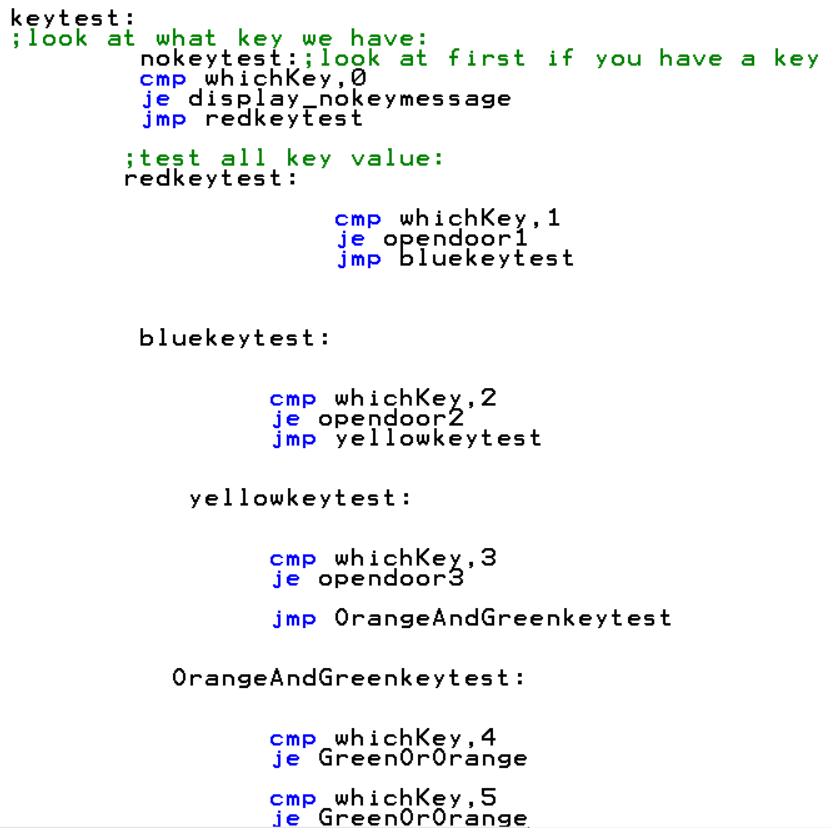 keytest:
;look at what key we have:
nokeytest:;look at first if you have a key
cmp whichKey,0
je display_nokeymessage
jmp redkeytest
;test all key value:
redkeytest:
cmp whichKey,1
je opendoor1
jmp bluekeytest
bluekeytest:
cmp whichKey,2
je opendoor2
jmp yellowkeytest
yellowkeytest:
cmp whichKey,3
je opendoor3
jmp OrangeAndGreenkeytest
OrangeAndGreenkeytest:
cmp whichKey,4
je GreenOrOrange
cmp whichKey,5
je GreenOrOrange